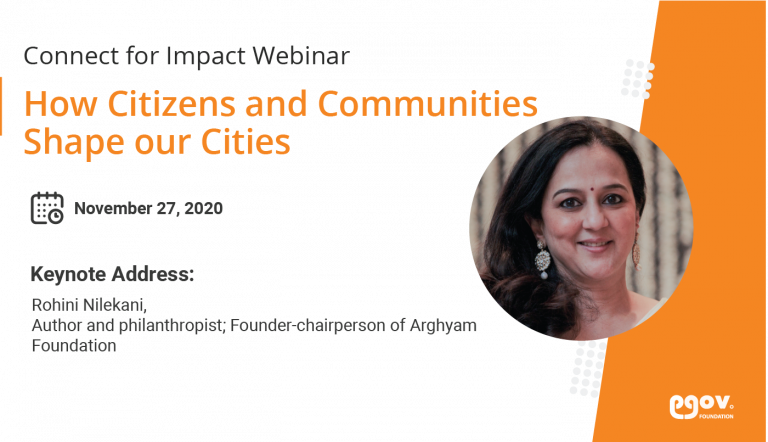 Connect for Impact Webinar
How Citizens and Communities
Shape our Cities
November 27, 2020
Keynote Address:
Rohini Nilekani,
Author and philanthropist; Founder-chairperson of Arghyam
Foundation
egov.
FOUNDATION